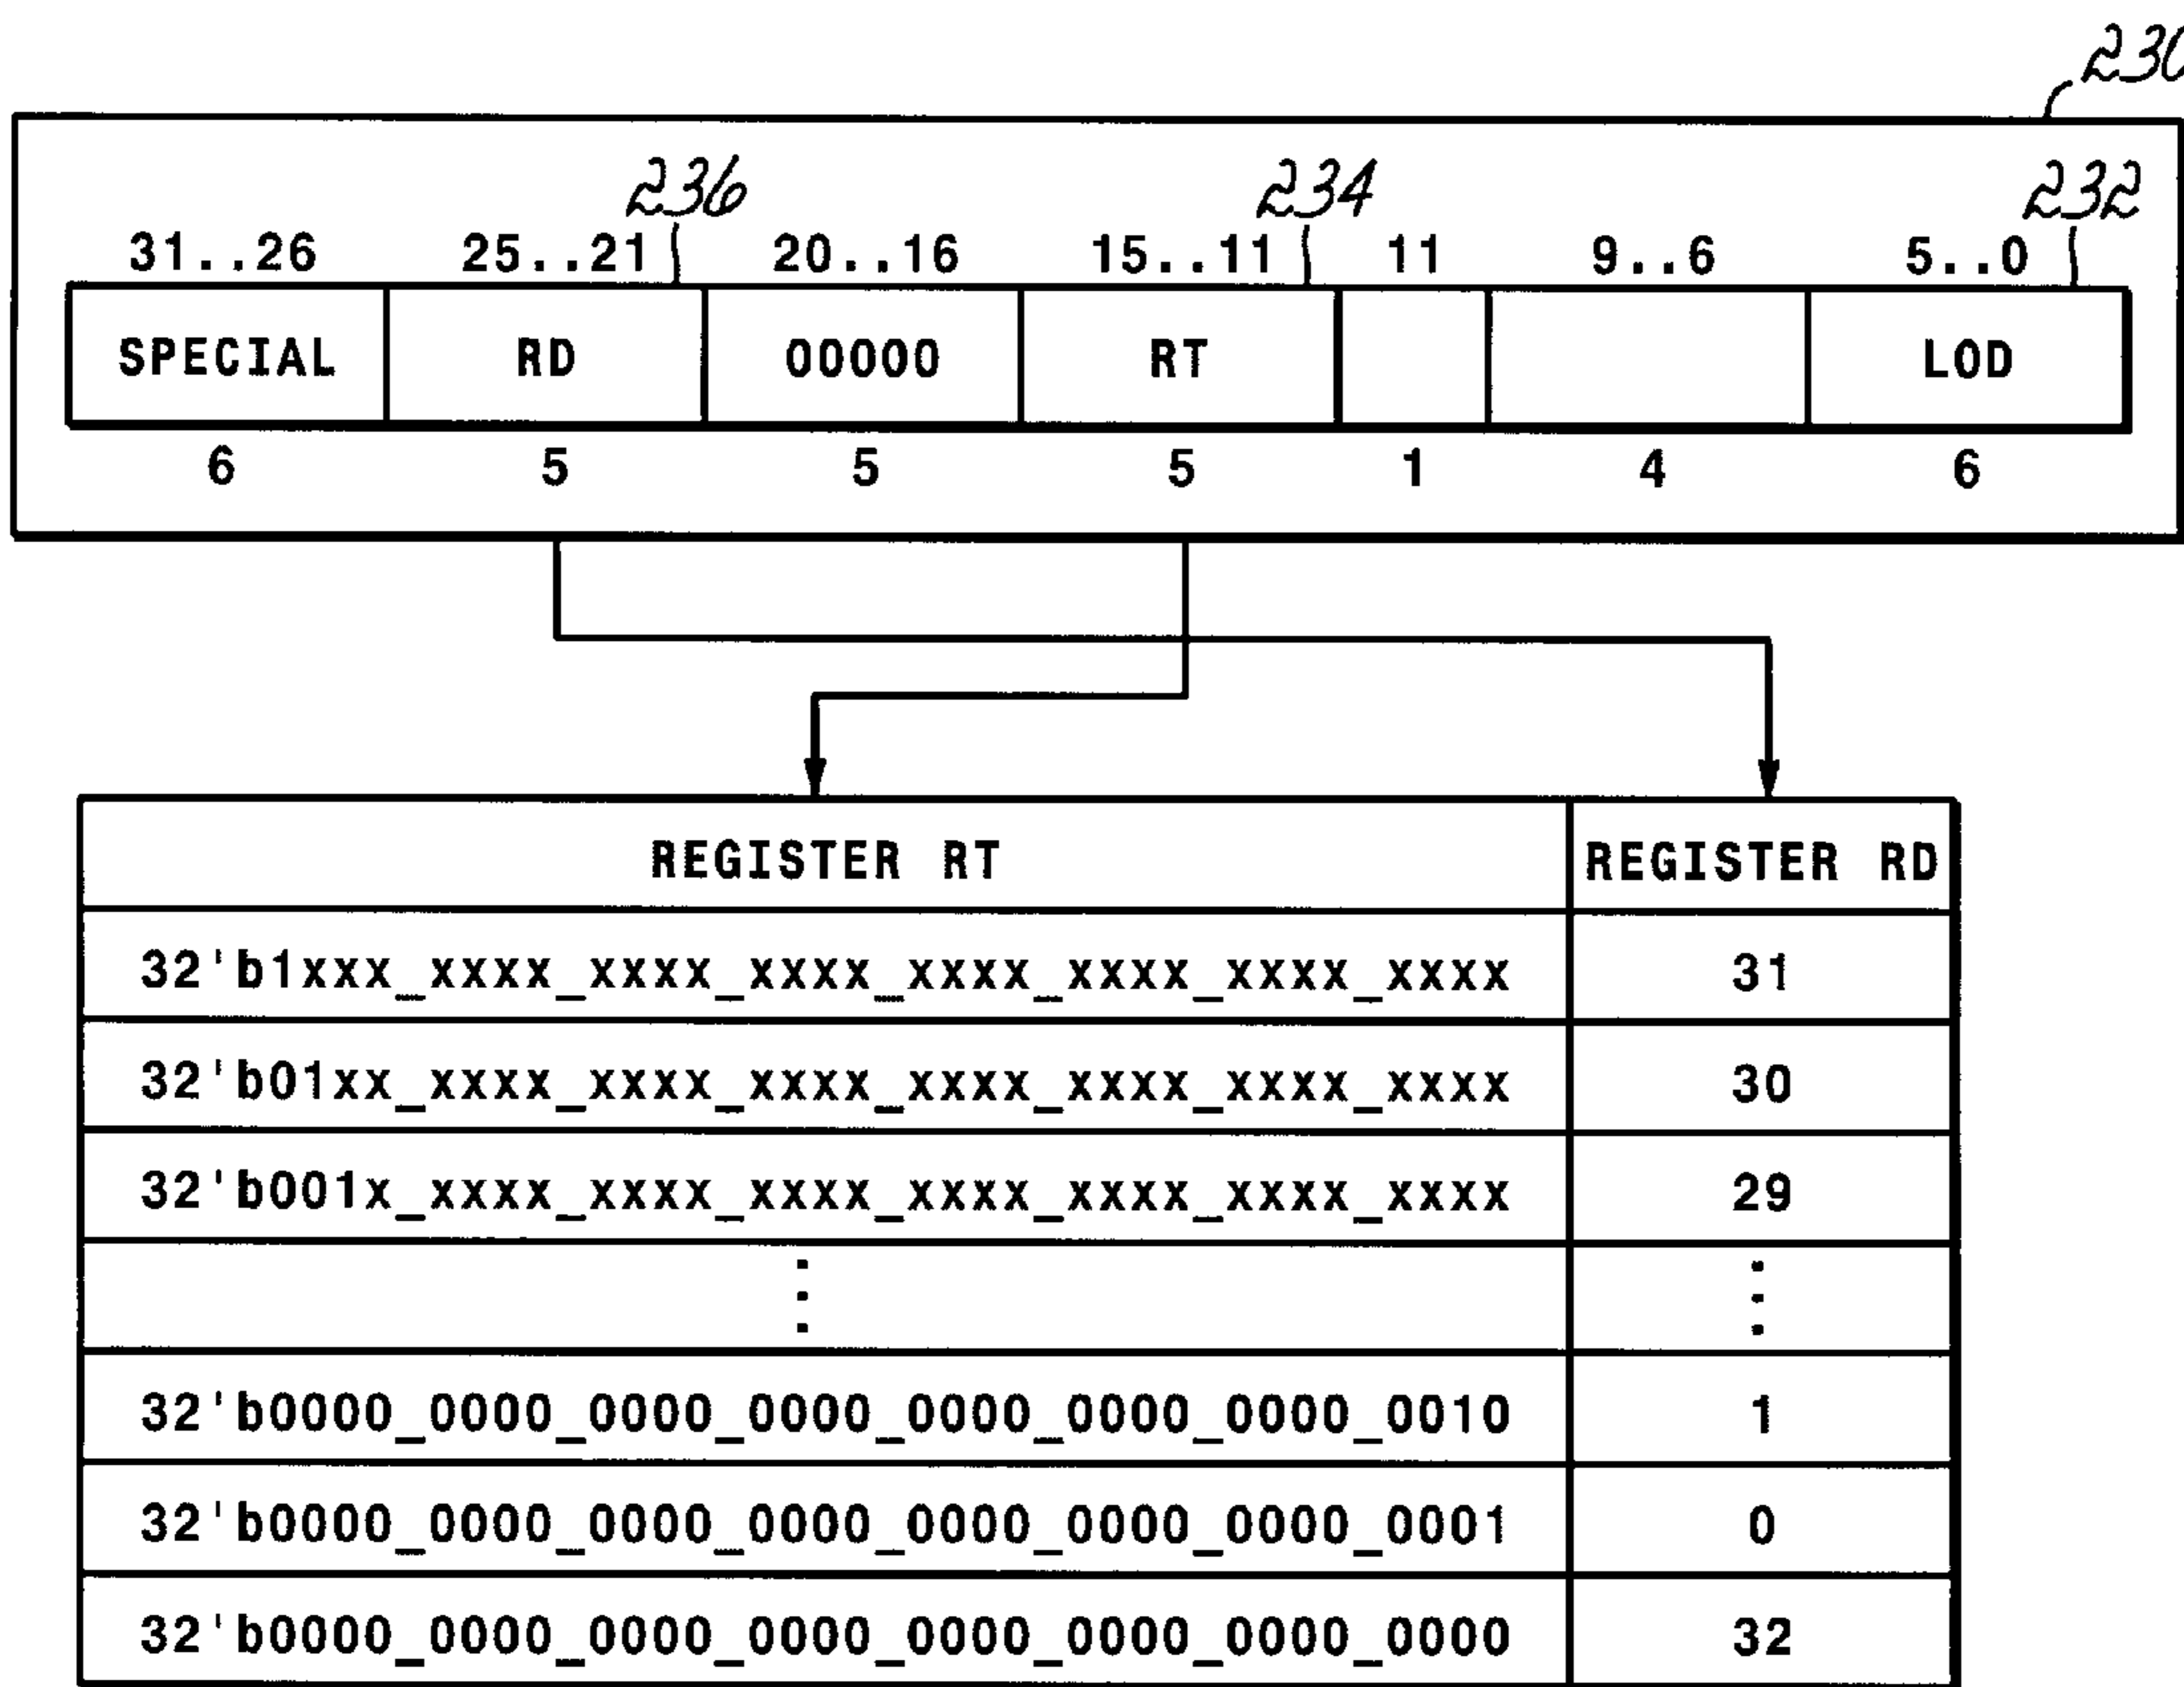 230
236 234 232
31..26 25..21 20..16 15..11 11 9..6 5..0
SPECIAL RD 00000 RT LOD
6 5 5 5 1 4 6
REGISTER RT REGISTER RD
32'b1xxx_xxxx_xxxx_xxxx_xxxx_xxxx_xxxx_xxxx 31
32'b01xx_xxxx_xxxx_xxxx_xxxx_xxxx_xxxx_xxxx 30
32'b001x_xxxx_xxxx_xxxx_xxxx_xxxx_xxxx_xxxx 29
32'b0000_0000_0000_0000_0000_0000_0000_0010 1
32'b0000_0000_0000_0000_0000_0000_0000_0001 0
32'b0000_0000_0000_0000_0000_0000_0000_0000 32